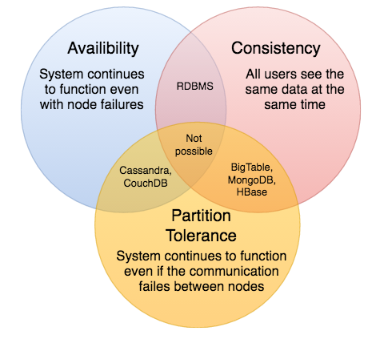 Availibility
System continues
to function even
with node failures
Consistency
All users see the
same data at the
same time
RDBMS
Not
possible
Cassandra,
CouchDB
BigTable,
MongoDB,
HBase
Partition
Tolerance
System continues to function
even if the communication
failes between nodes